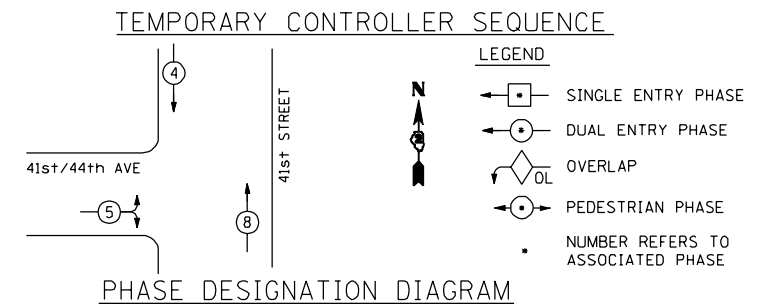 TEMPORARY CONTROLLER SEQUENCE
LEGEND
4
N
* SINGLE ENTRY PHASE
* DUAL ENTRY PHASE
OL OVERLAP
* PEDESTRIAN PHASE
* NUMBER REFERS TO
ASSOCIATED PHASE
41st STREET
41st/44th AVE
5
8
PHASE DESIGNATION DIAGRAM